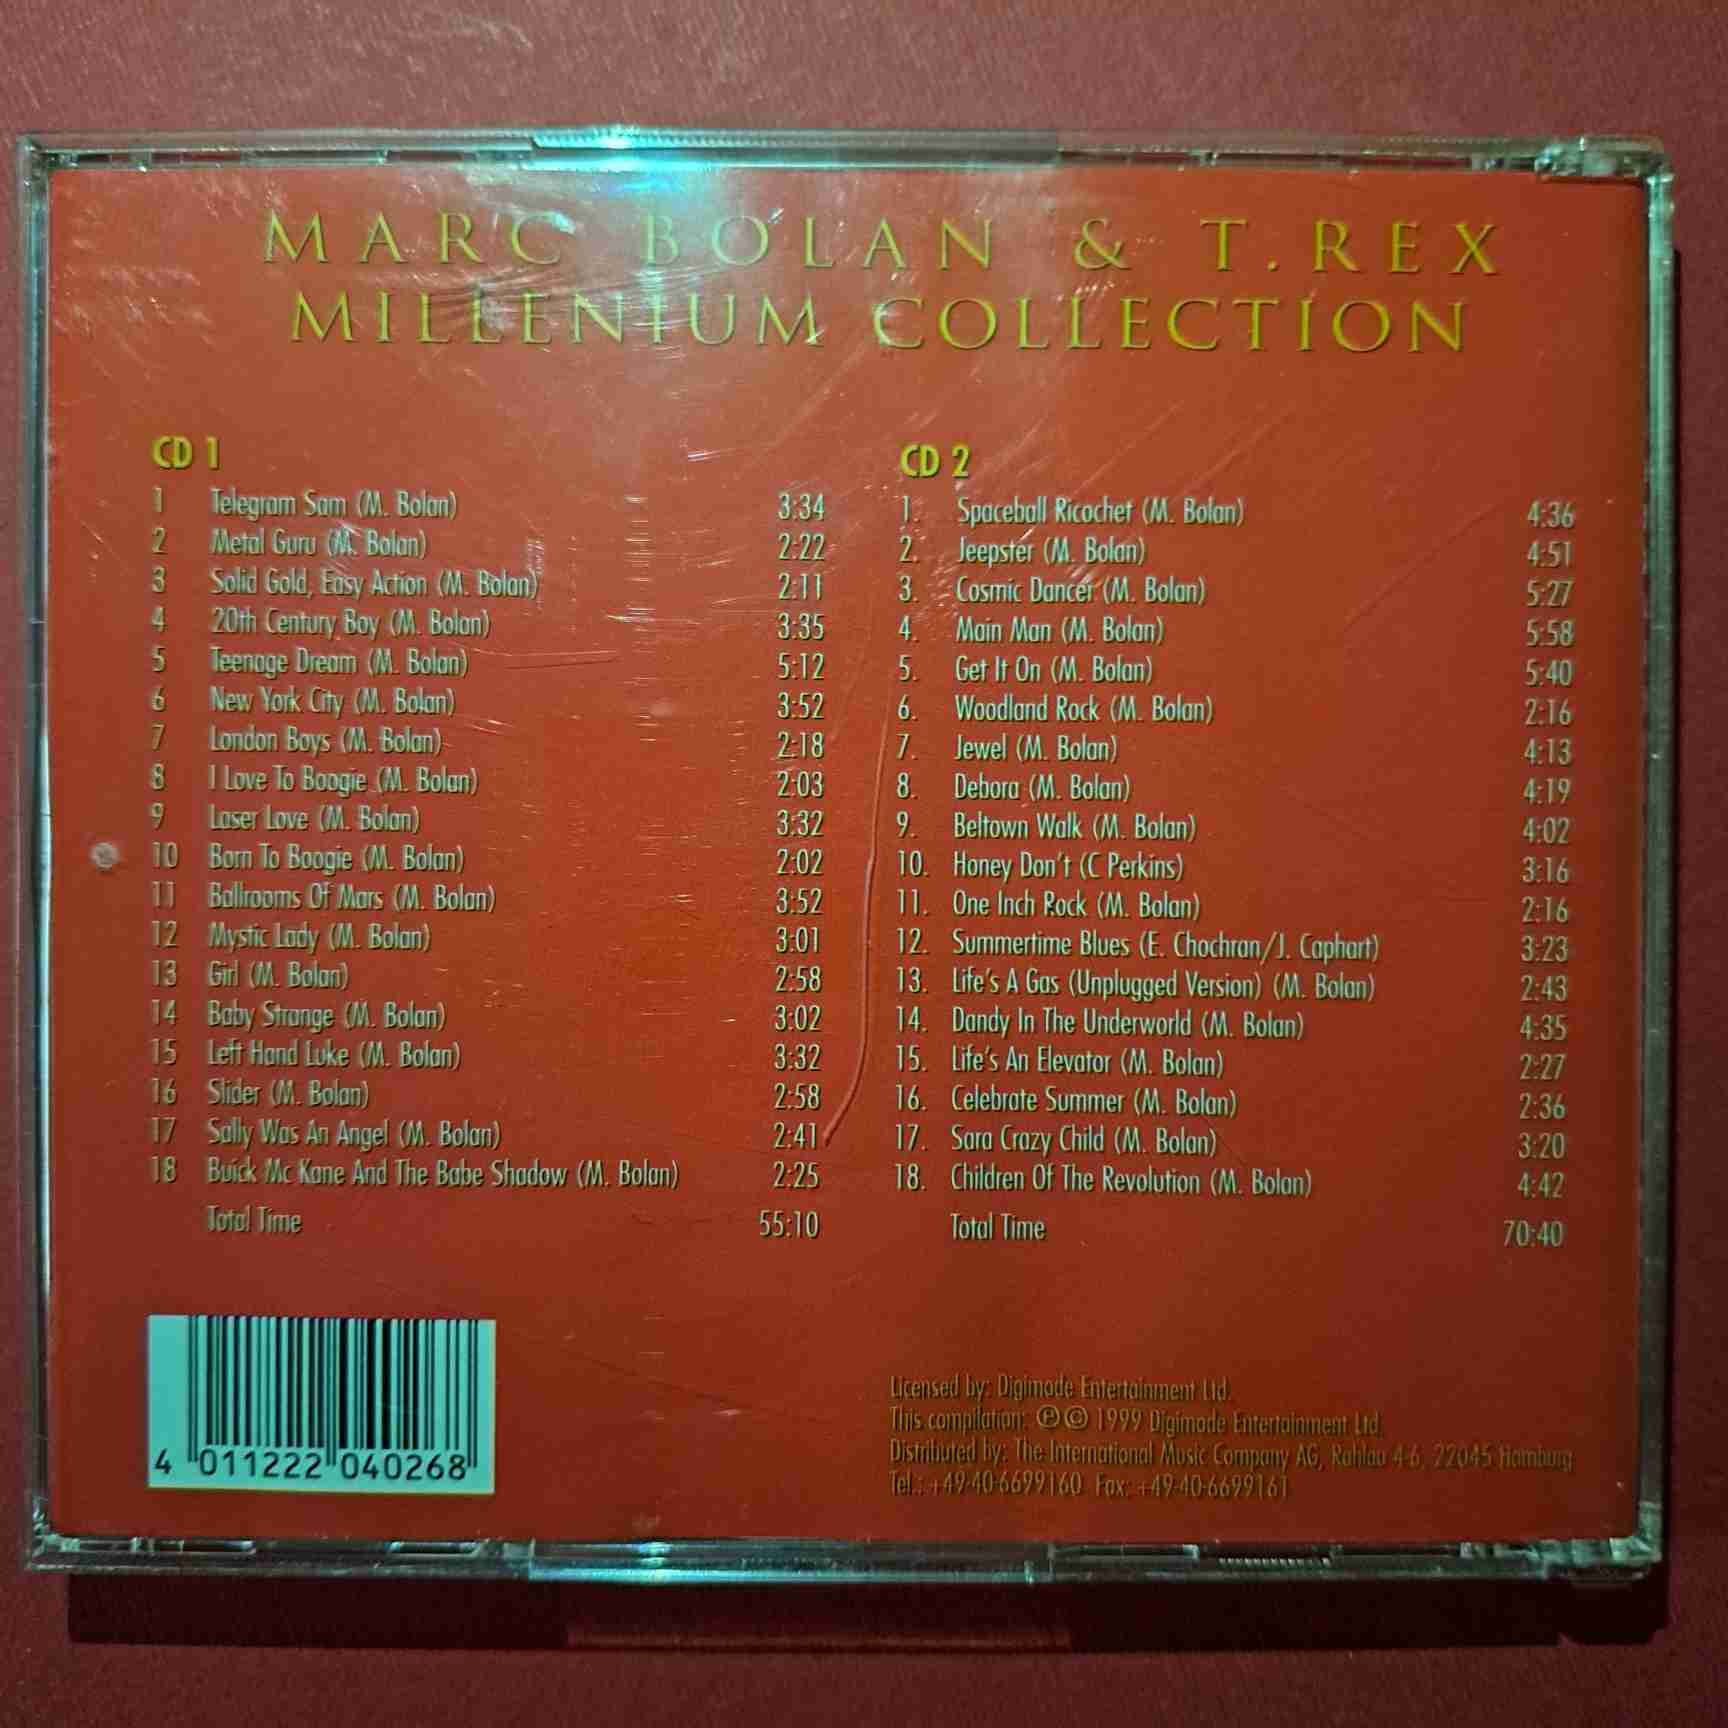 MARC BOLAN & T.REX
MILLENIUM COLLECTION
CD 1
1 Telegram Sam (M. Bolan) 3:34
2 Metal Guru (M. Bolan) 2:22
3 Solid Gold, Easy Action (M. Bolan) 2:11
4 20th Century Boy (M. Bolan) 3:35
5 Teenage Dream (M. Bolan) 5:12
6 New York City (M. Bolan) 3:52
7 London Boys (M. Bolan) 2:18
8 I Love To Boogie (M. Bolan) 2:03
9 Laser Love (M. Bolan) 3:32
10 Born To Boogie (M. Bolan) 2:02
11 Ballrooms Of Mars (M. Bolan) 3:52
12 Mystic Lady (M. Bolan) 3:01
13 Girl (M. Bolan) 2:58
14 Baby Strange (M. Bolan) 3:02
15 Left Hand Luke (M. Bolan) 3:32
16 Slider (M. Bolan) 2:58
17 Sally Was An Angel (M. Bolan) 2:41
18 Buick Mc Kane And The Babe Shadow (M. Bolan) 2:25
Total Time 55:10
CD 2
1. Spaceball Ricochet (M. Bolan) 4:36
2. Jeepster (M. Bolan) 4:51
3. Cosmic Dancer (M. Bolan) 5:27
4. Main Man (M. Bolan) 5:58
5. Get It On (M. Bolan) 5:40
6. Woodland Rock (M. Bolan) 2:16
7. Jewel (M. Bolan) 4:13
8. Debora (M. Bolan) 4:19
9. Beltown Walk (M. Bolan) 4:02
10. Honey Don't (C Perkins) 3:16
11. One Inch Rock (M. Bolan) 2:16
12. Summertime Blues (E. Chochran/J. Caphart) 3:23
13. Life's A Gas (Unplugged Version) (M. Bolan) 2:43
14. Dandy In The Underworld (M. Bolan) 4:35
15. Life's An Elevator (M. Bolan) 2:27
16. Celebrate Summer (M. Bolan) 2:36
17. Sara Crazy Child (M. Bolan) 3:20
18. Children Of The Revolution (M. Bolan) 4:42
Total Time 70:40
4 011222 040268
Licensed by: Digimode Entertainment Ltd.
This compilation: ℗© 1999 Digimode Entertainment Ltd.
Distributed by: The International Music Company AG, Rahlau 4-6, 22045 Hamburg
Tel.: +49-40-6699160 Fax: +49-40-6699161